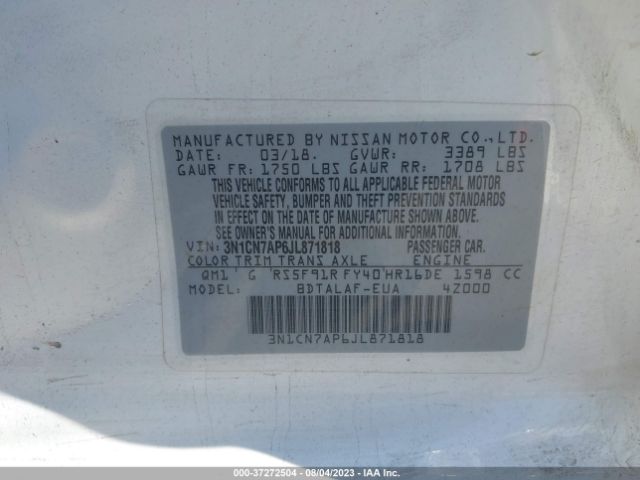 MANUFACTURED BY NISSAN MOTOR CO.,LTD.
DATE: 03/18. GVWR: 3389 LBS
GAWR FR: 1750 LBS GAWR RR: 1708 LBS
THIS VEHICLE CONFORMS TO ALL APPLICABLE FEDERAL MOTOR
VEHICLE SAFETY, BUMPER AND THEFT PREVENTION STANDARDS
IN EFFECT ON THE DATE OF MANUFACTURE SHOWN ABOVE.
SEE OWNER'S MANUAL FOR ADDITIONAL INFORMATION.
VIN: 3N1CN7AP6JL871818 PASSENGER CAR.
COLOR TRIM TRANS AXLE ENGINE
QM1 G RS5F91R FY40 HR16DE 1598 CC
MODEL: BDTALAF-EUA 4Z000
3N1CN7AP6JL871818
000-37272504 - 08/04/2023 - IAA Inc.